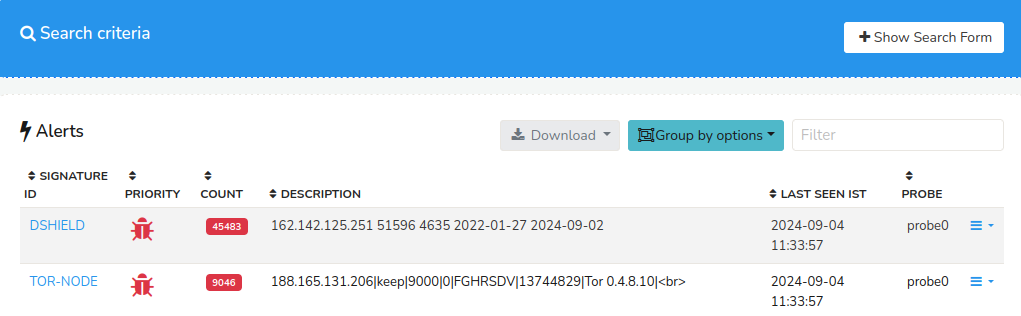 Search criteria
Show Search Form
Alerts
Download
Group by options
Filter
SIGNATURE ID
PRIORITY
COUNT
DESCRIPTION
LAST SEEN IST
PROBE
DSHIELD
45483
162.142.125.251 51596 4635 2022-01-27 2024-09-02
2024-09-04
11:33:57
probe0
TOR-NODE
9046
188.165.131.206|keep|9000|0|FGHRSDV|13744829|Tor 0.4.8.10|<br>
2024-09-04
11:33:57
probe0